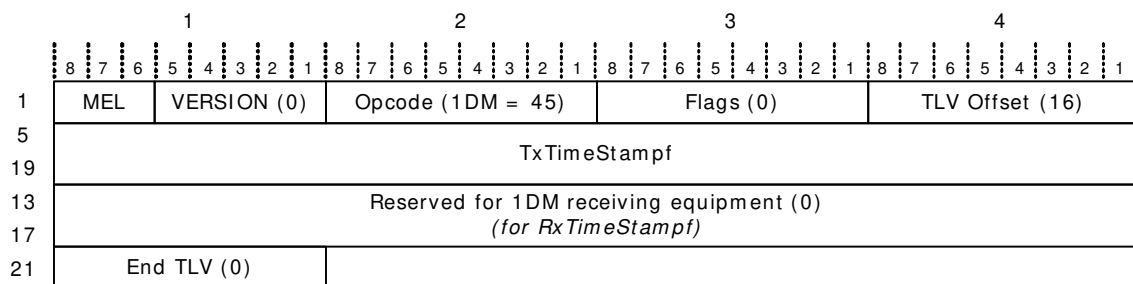 1 2 3 4
8 7 6 5 4 3 2 1 8 7 6 5 4 3 2 1 8 7 6 5 4 3 2 1 8 7 6 5 4 3 2 1
1 MEL VERSION (0) Opcode (1DM = 45) Flags (0) TLV Offset (16)
5
TxTimeStampf
19
13 Reserved for 1DM receiving equipment (0)
17 (for RxTimeStampf)
21 End TLV (0)